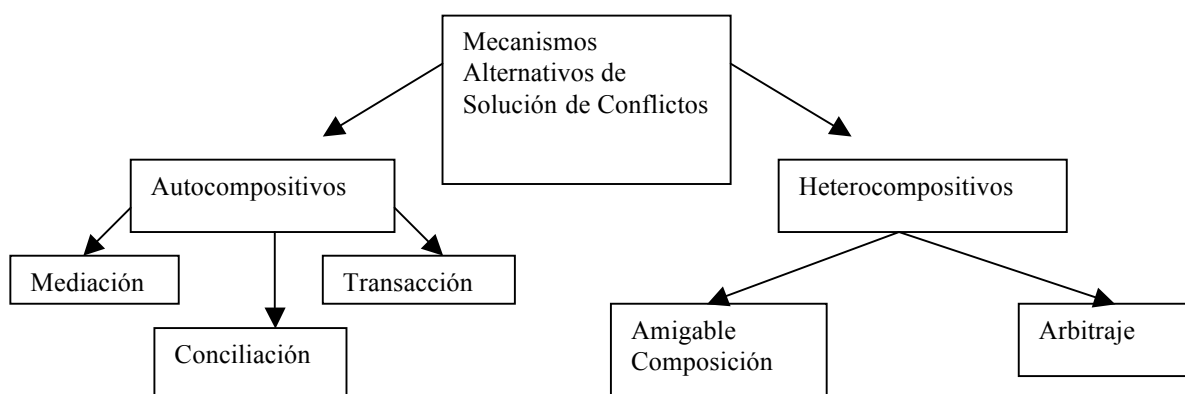 Mecanismos
Alternativos de
Solución de Conflictos
Autocompositivos
Heterocompositivos
Mediación
Transacción
Conciliación
Amigable
Composición
Arbitraje